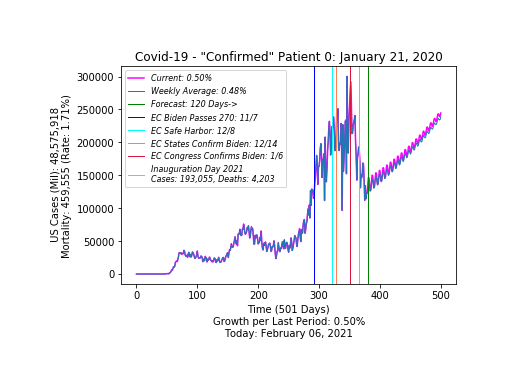 Covid-19 - "Confirmed" Patient 0: January 21, 2020
US Cases (Mil): 48,575,918
Mortality: 459,555 (Rate: 1.71%)
300000
250000
200000
150000
100000
50000
0
Current: 0.50%
Weekly Average: 0.48%
Forecast: 120 Days->
EC Biden Passes 270: 11/7
EC Safe Harbor: 12/8
EC States Confirm Biden: 12/14
EC Congress Confirms Biden: 1/6
Inauguration Day 2021
Cases: 193,055, Deaths: 4,203
0 100 200 300 400 500
Time (501 Days)
Growth per Last Period: 0.50%
Today: February 06, 2021